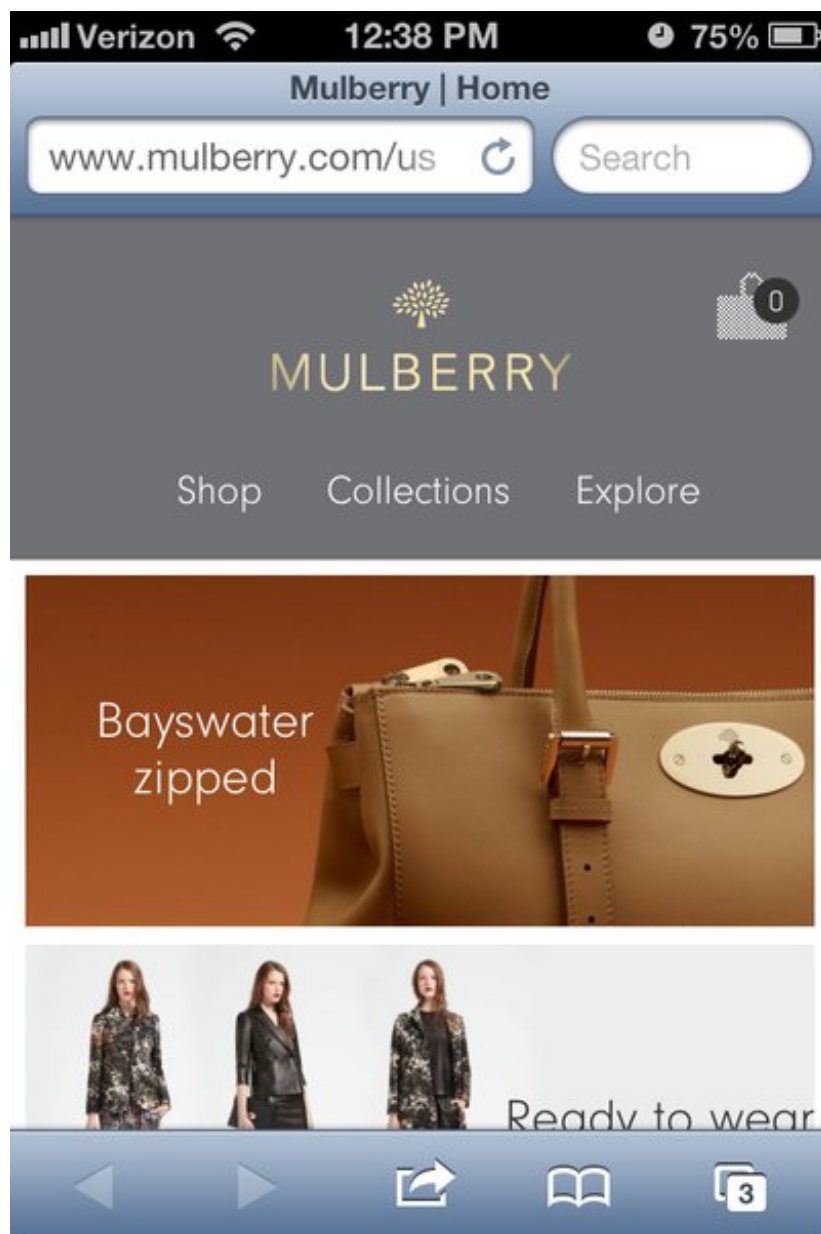 Verizon 12:38 PM 75%
Mulberry | Home
www.mulberry.com/us Search
0
MULBERRY
Shop Collections Explore
Bayswater
zipped
Ready to wear
3